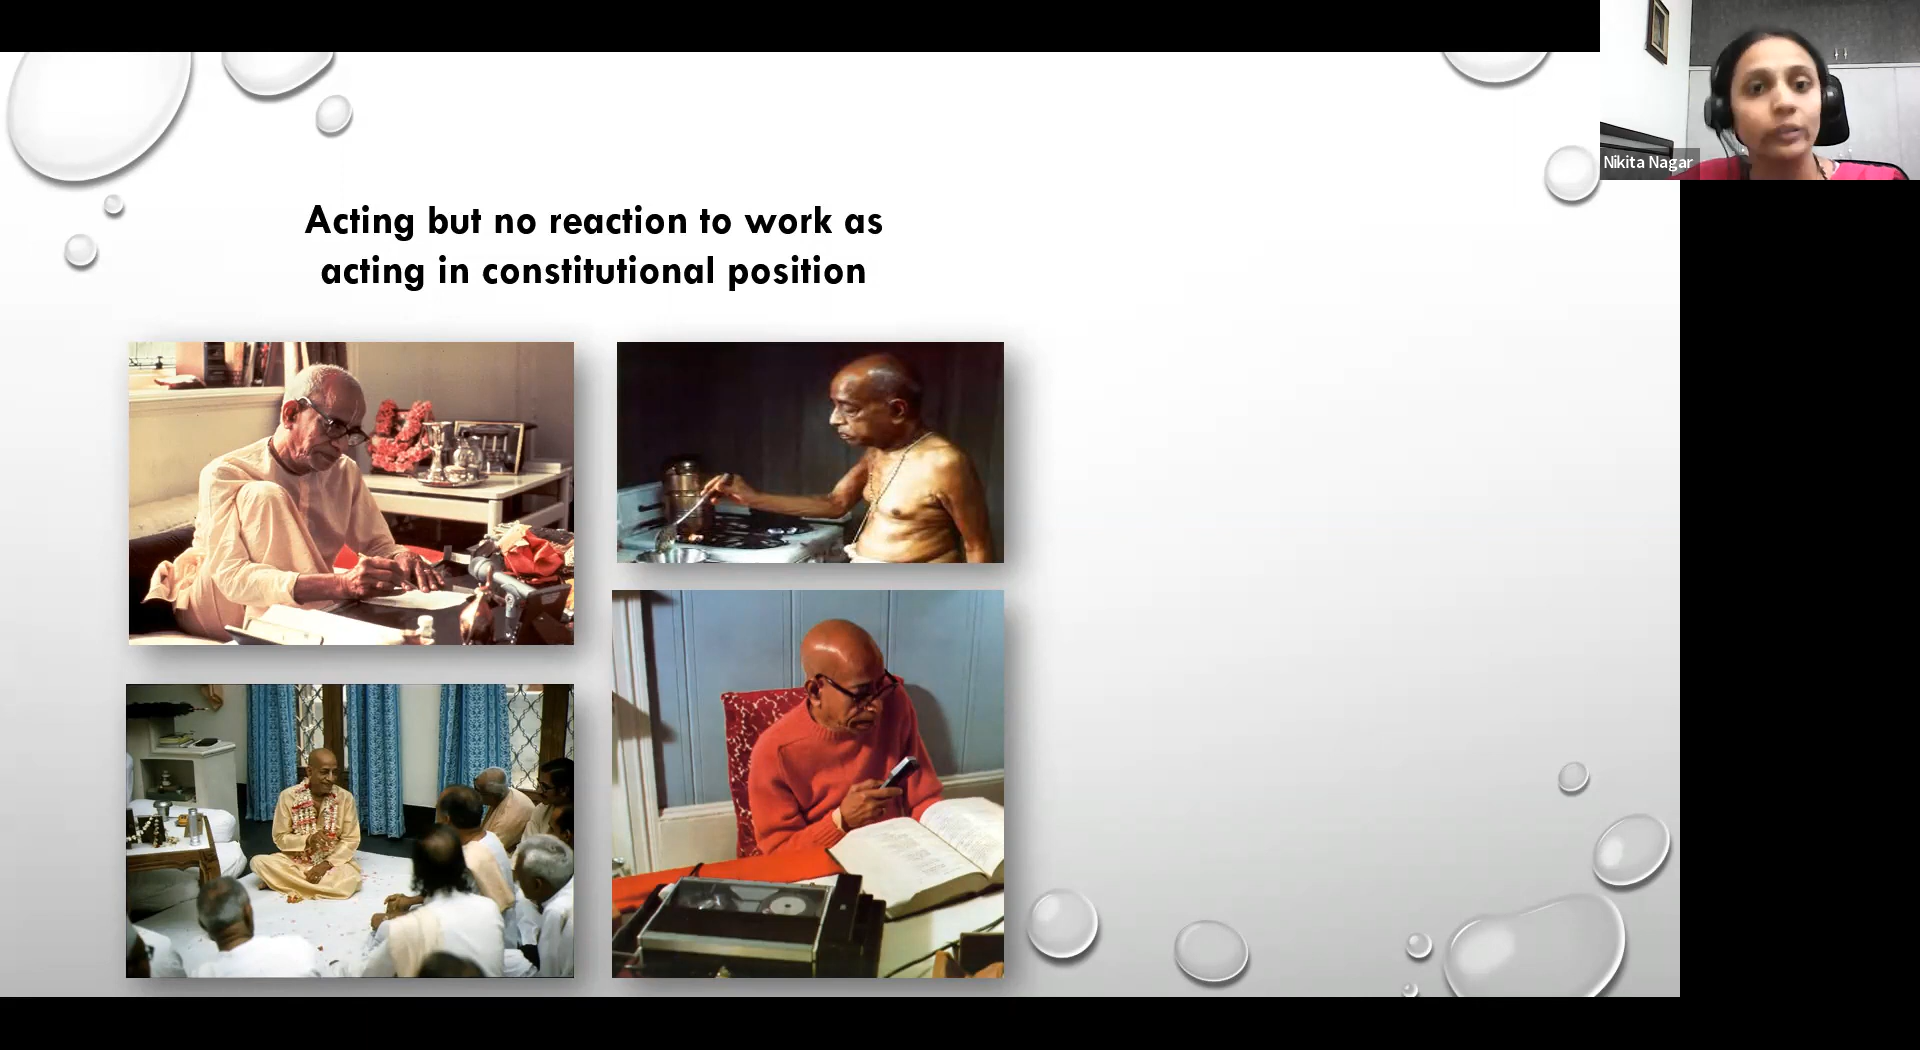 Acting but no reaction to work as
acting in constitutional position
Nikita Nagar